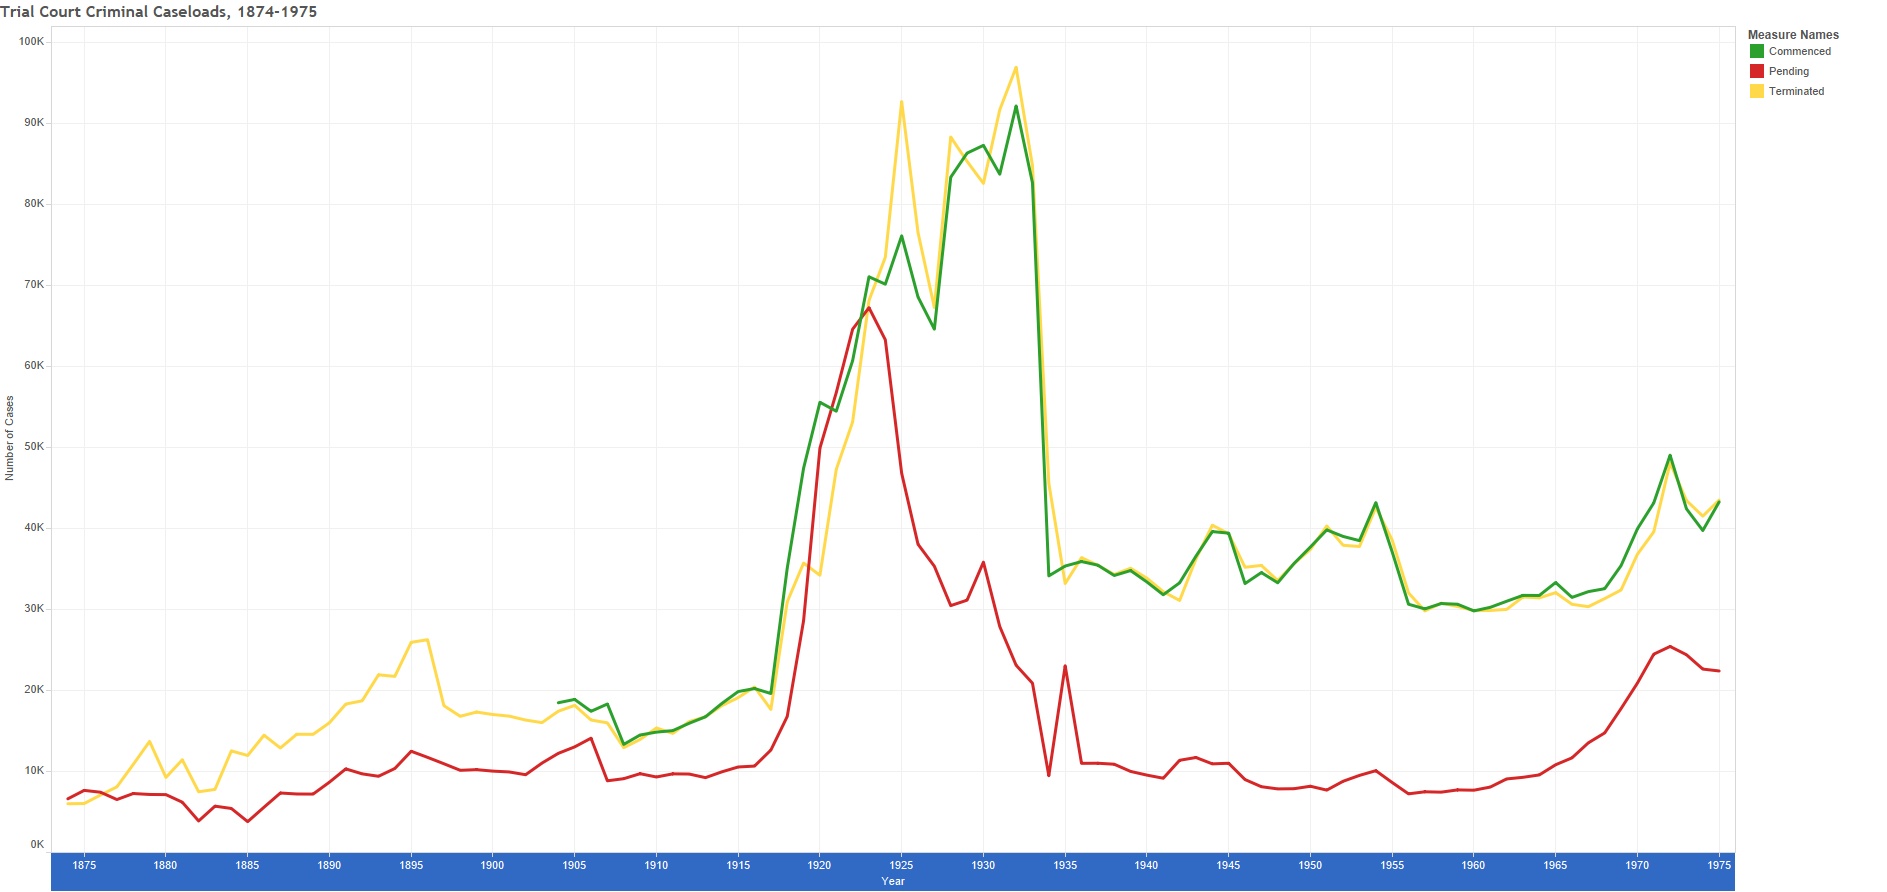 Trial Court Criminal Caseloads, 1874-1975
Measure Names
Commenced
Pending
Terminated
100K
90K
80K
70K
60K
50K
40K
30K
20K
10K
0K
Number of Cases
1875 1880 1885 1890 1895 1900 1905 1910 1915 1920 1925 1930 1935 1940 1945 1950 1955 1960 1965 1970 1975
Year